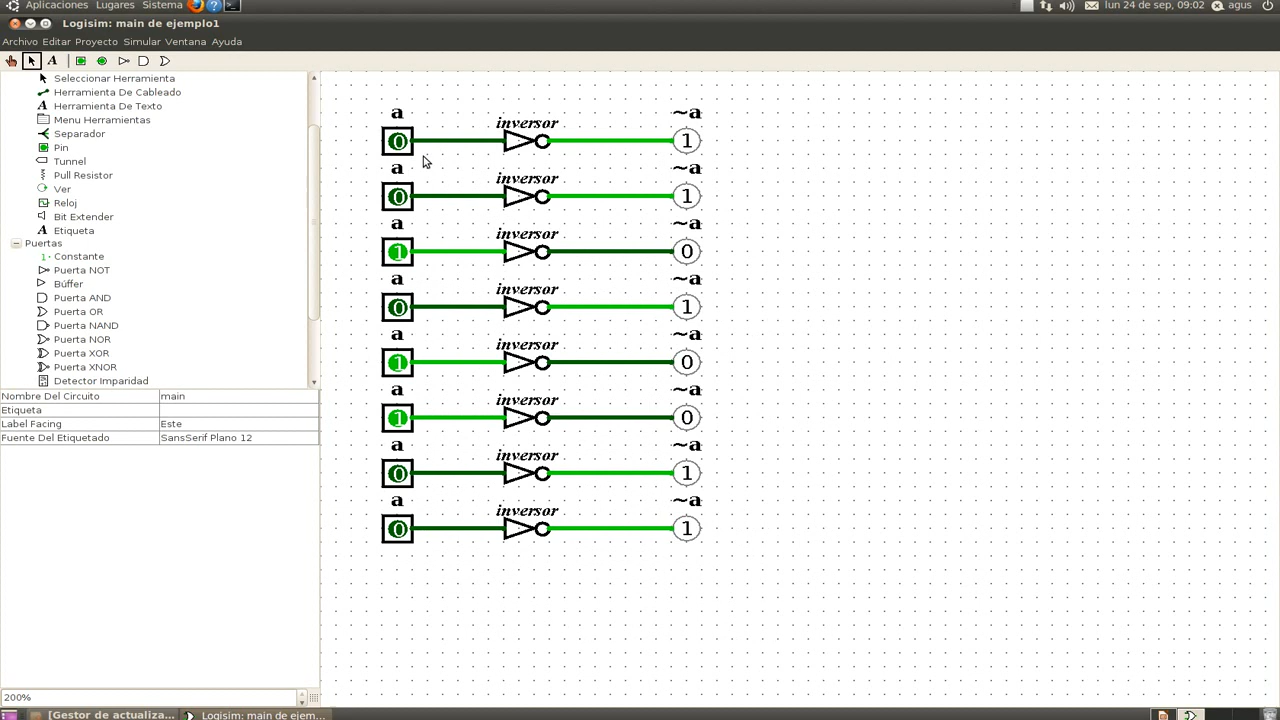 Aplicaciones Lugares Sistema lun 24 de sep, 09:02 agus
Logisim: main de ejemplo1
Archivo Editar Proyecto Simular Ventana Ayuda
A
Seleccionar Herramienta
Herramienta De Cableado
A Herramienta De Texto
Menu Herramientas
Separador
Pin
Tunnel
Pull Resistor
Ver
Reloj
Bit Extender
A Etiqueta
Puertas
1 Constante
Puerta NOT
Búffer
Puerta AND
Puerta OR
Puerta NAND
Puerta NOR
Puerta XOR
Puerta XNOR
Detector Imparidad
Nombre Del Circuito main
Etiqueta
Label Facing Este
Fuente Del Etiquetado SansSerif Plano 12
200%
a inversor ~a
0 1
a inversor ~a
0 1
a inversor ~a
1 0
a inversor ~a
0 1
a inversor ~a
1 0
a inversor ~a
1 0
a inversor ~a
0 1
a inversor ~a
0 1
[Gestor de actualiza... Logisim: main de ejem...